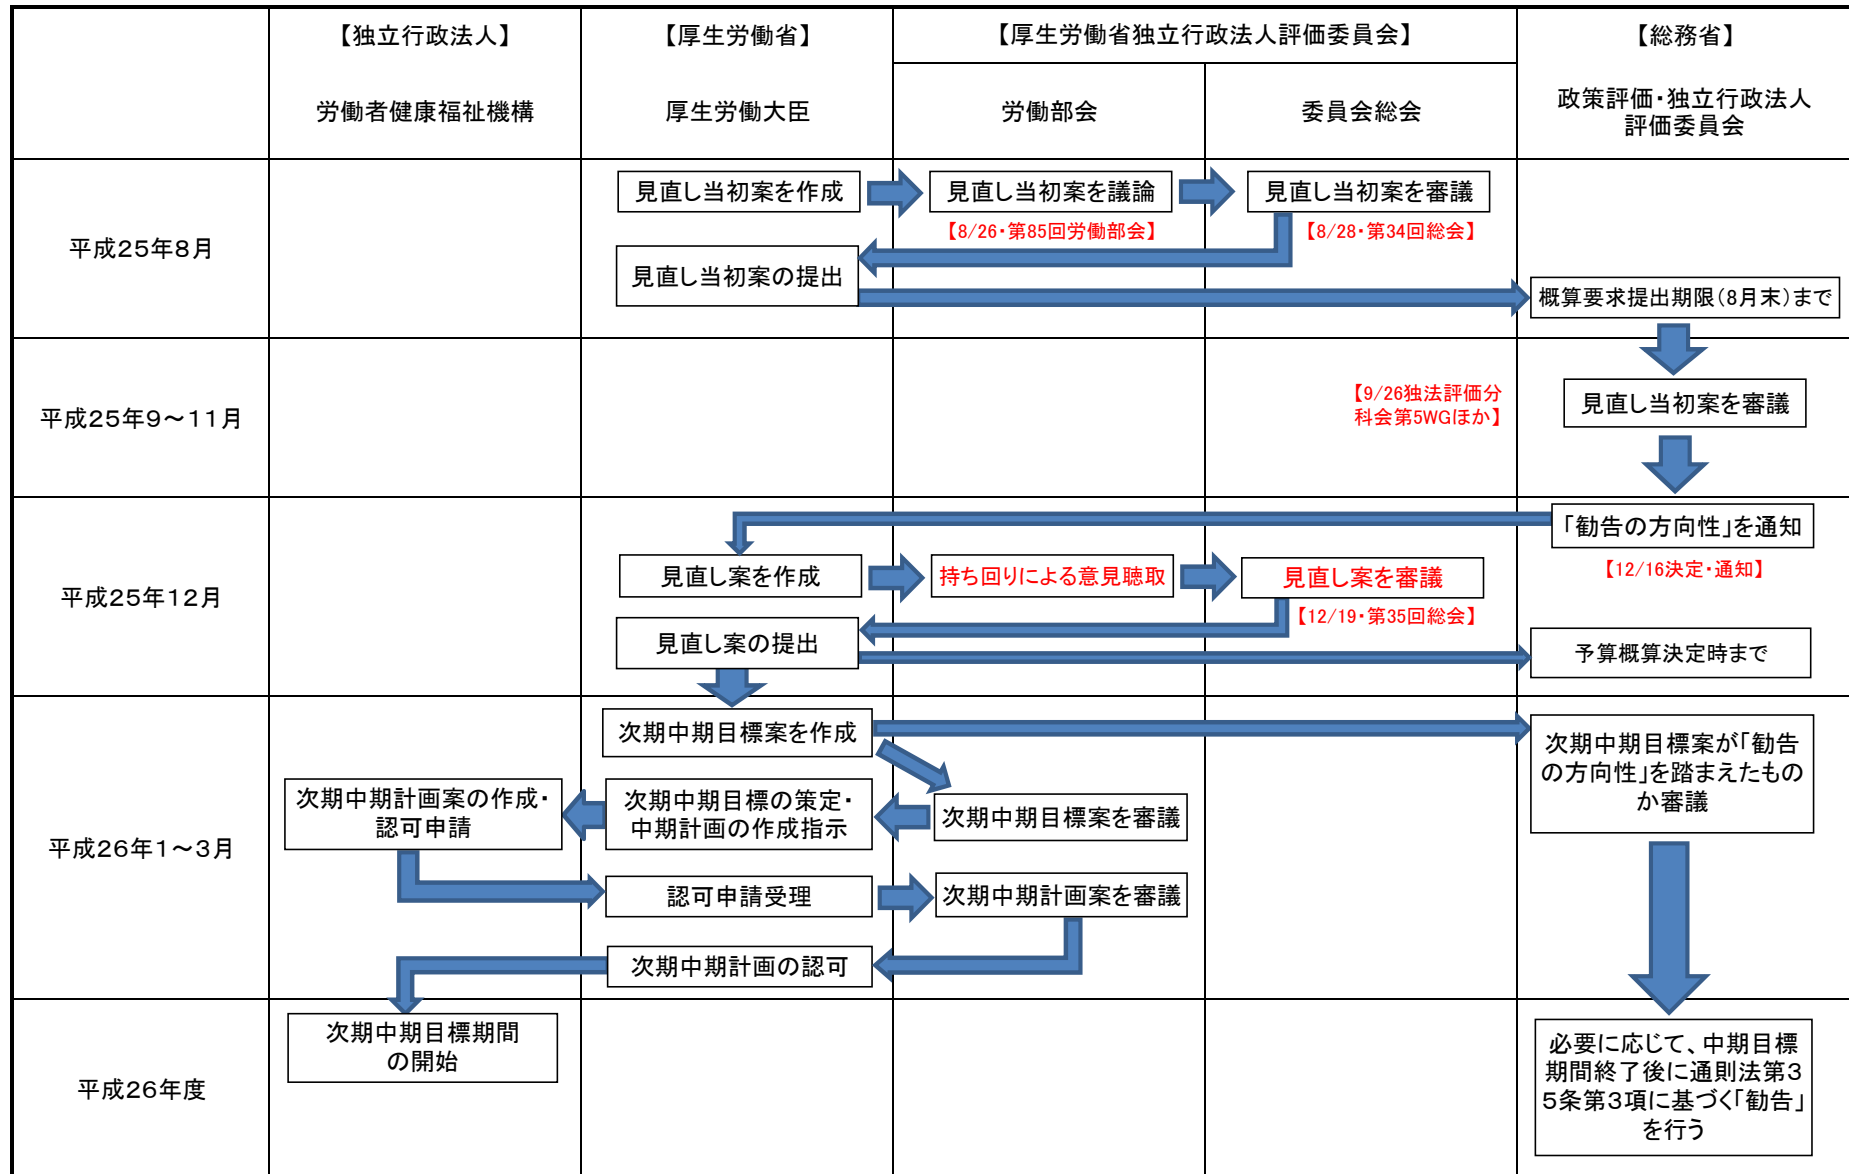 【独立行政法人】
労働者健康福祉機構
【厚生労働省】
厚生労働大臣
【厚生労働省独立行政法人評価委員会】
労働部会
委員会総会
【総務省】
政策評価・独立行政法人
評価委員会
平成25年8月
見直し当初案を作成
見直し当初案を議論
【8/26・第85回労働部会】
見直し当初案を審議
【8/28・第34回総会】
見直し当初案の提出
概算要求提出期限(8月末)まで
平成25年9～11月
【9/26独法評価分
科会第5WGほか】
見直し当初案を審議
平成25年12月
「勧告の方向性」を通知
【12/16決定・通知】
見直し案を作成
持ち回りによる意見聴取
見直し案を審議
【12/19・第35回総会】
見直し案の提出
予算概算決定時まで
平成26年1～3月
次期中期目標案を作成
次期中期目標案が「勧告
の方向性」を踏まえたもの
か審議
次期中期計画案の作成・
認可申請
次期中期目標の策定・
中期計画の作成指示
次期中期目標案を審議
認可申請受理
次期中期計画案を審議
次期中期計画の認可
平成26年度
次期中期目標期間
の開始
必要に応じて、中期目標
期間終了後に通則法第3
5条第3項に基づく「勧告」
を行う